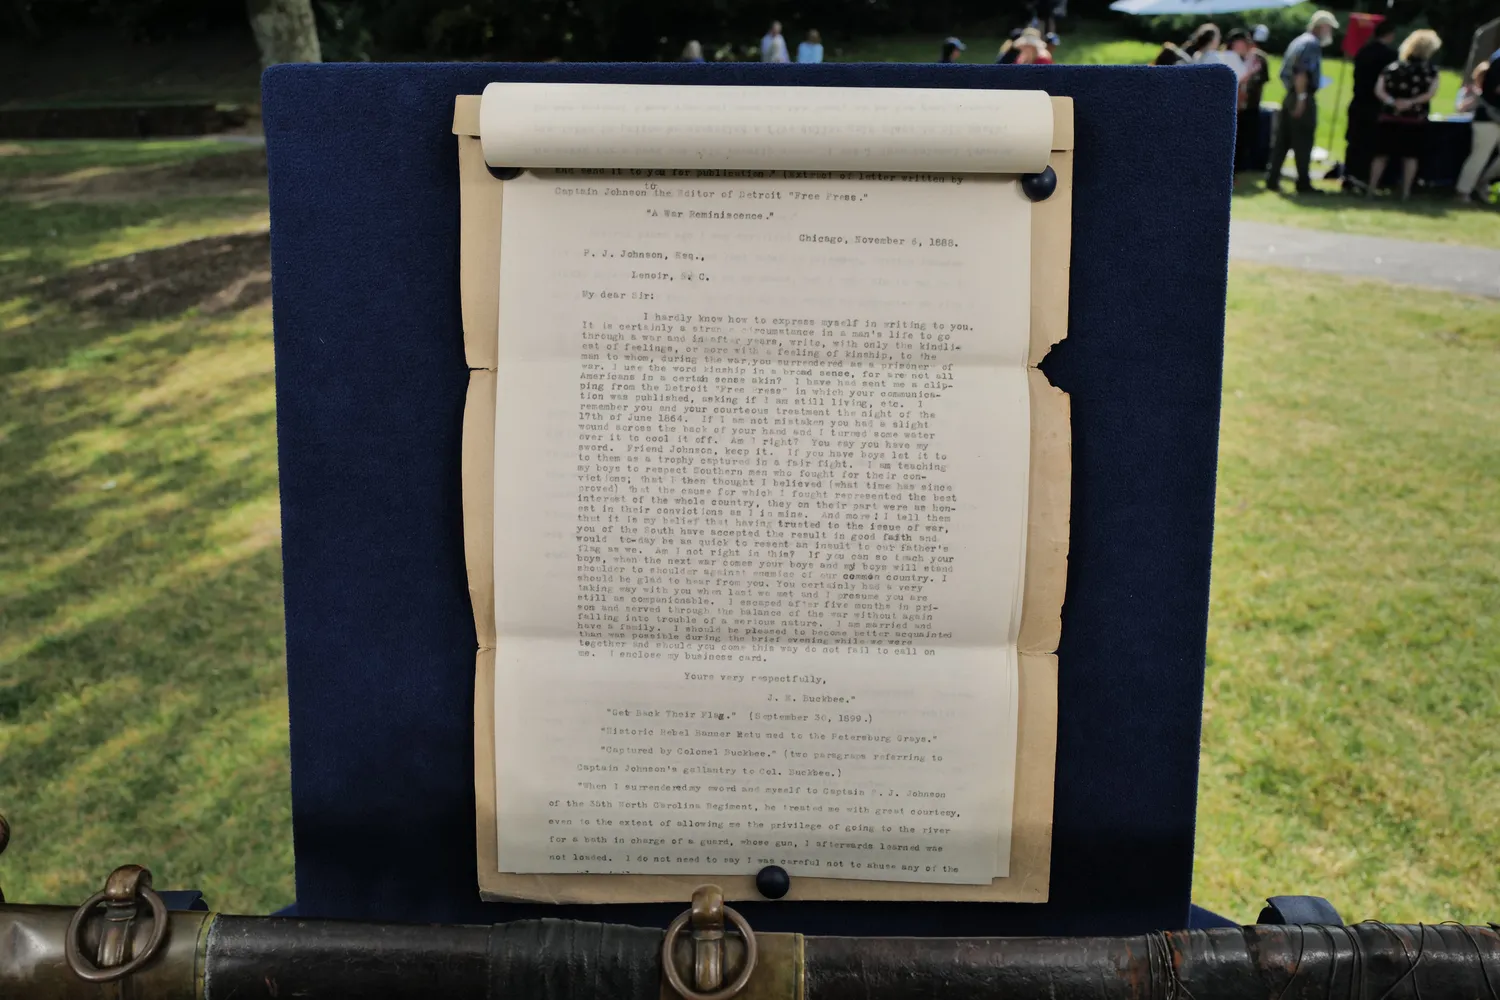 and send it to you for publication? (Extract of letter written by
to
Captain Johnson the Editor of Detroit "Free Press."
"A War Reminiscence."
Chicago, November 6, 1888.
F. J. Johnson, Esq.,
Lenoir, N. C.
My dear Sir:
I hardly know how to express myself in writing to you.
It is certainly a strange circumstance in a man's life to go
through a war and in after years, write, with only the kindli-
est of feelings, or more with a feeling of kinship, to the
man to whom, during the war, you surrendered as a prisoner of
war. I use the word kinship in a broad sense, for are not all
Americans in a certain sense akin? I have had sent me a clip-
ping from the Detroit "Free Press" in which your communica-
tion was published, asking if I am still living, etc. I
remember you and your courteous treatment the night of the
17th of June 1864. If I am not mistaken you had a slight
wound across the back of your hand and I turned some water
over it to cool it off. Am I right? You say you have my
sword. Friend Johnson, keep it. If you have boys let it to
to them as a trophy captured in a fair fight. I am teaching
my boys to respect Southern men who fought for their con-
victions; that I then thought I believed (what time has since
proved) that the cause for which I fought represented the best
interest of the whole country, they on their part were as hon-
est in their convictions as I in mine. And more! I tell them
that it is my belief that having trusted to the issue of war,
you of the South have accepted the result in good faith and
would to-day be as quick to resent an insult to our father's
flag as we. Am I not right in this? If you can so teach your
boys, when the next war comes your boys and my boys will stand
shoulder to shoulder against enemies of our common country. I
should be glad to hear from you. You certainly had a very
taking way with you when last we met and I presume you are
still as companionable. I escaped after five months in pri-
son and served through the balance of the war without again
falling into trouble of a serious nature. I am married and
have a family. I should be pleased to become better acquainted
than was possible during the brief evening while we were
together and should you come this way do not fail to call on
me. I enclose my business card.
Yours very respectfully,
J. E. Buckbee."
"Get Back Their Flag." (September 30, 1899.)
"Historic Rebel Banner Returned to the Petersburg Grays."
"Captured by Colonel Buckbee." (two paragraphs referring to
Captain Johnson's gallantry to Col. Buckbee.)
"When I surrendered my sword and myself to Captain F. J. Johnson
of the 35th North Carolina Regiment, he treated me with great courtesy,
even to the extent of allowing me the privilege of going to the river
for a bath in charge of a guard, whose gun, I afterwards learned was
not loaded. I do not need to say I was careful not to abuse any of the